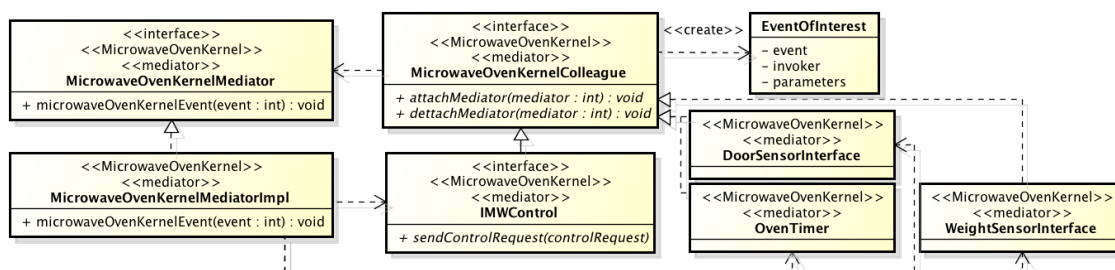 <<interface>>
<<MicrowaveOvenKernel>>
<<mediator>>
MicrowaveOvenKernelMediator
+ microwaveOvenKernelEvent(event : int) : void
<<interface>>
<<MicrowaveOvenKernel>>
<<mediator>>
MicrowaveOvenKernelColleague
+ attachMediator(mediator : int) : void
+ dettachMediator(mediator : int) : void
<<create>>
EventOfInterest
- event
- invoker
- parameters
<<MicrowaveOvenKernel>>
<<mediator>>
DoorSensorInterface
<<MicrowaveOvenKernel>>
<<mediator>>
MicrowaveOvenKernelMediatorImpl
+ microwaveOvenKernelEvent(event : int) : void
<<interface>>
<<MicrowaveOvenKernel>>
<<mediator>>
IMWControl
+ sendControlRequest(controlRequest)
<<MicrowaveOvenKernel>>
<<mediator>>
OvenTimer
<<MicrowaveOvenKernel>>
<<mediator>>
WeightSensorInterface